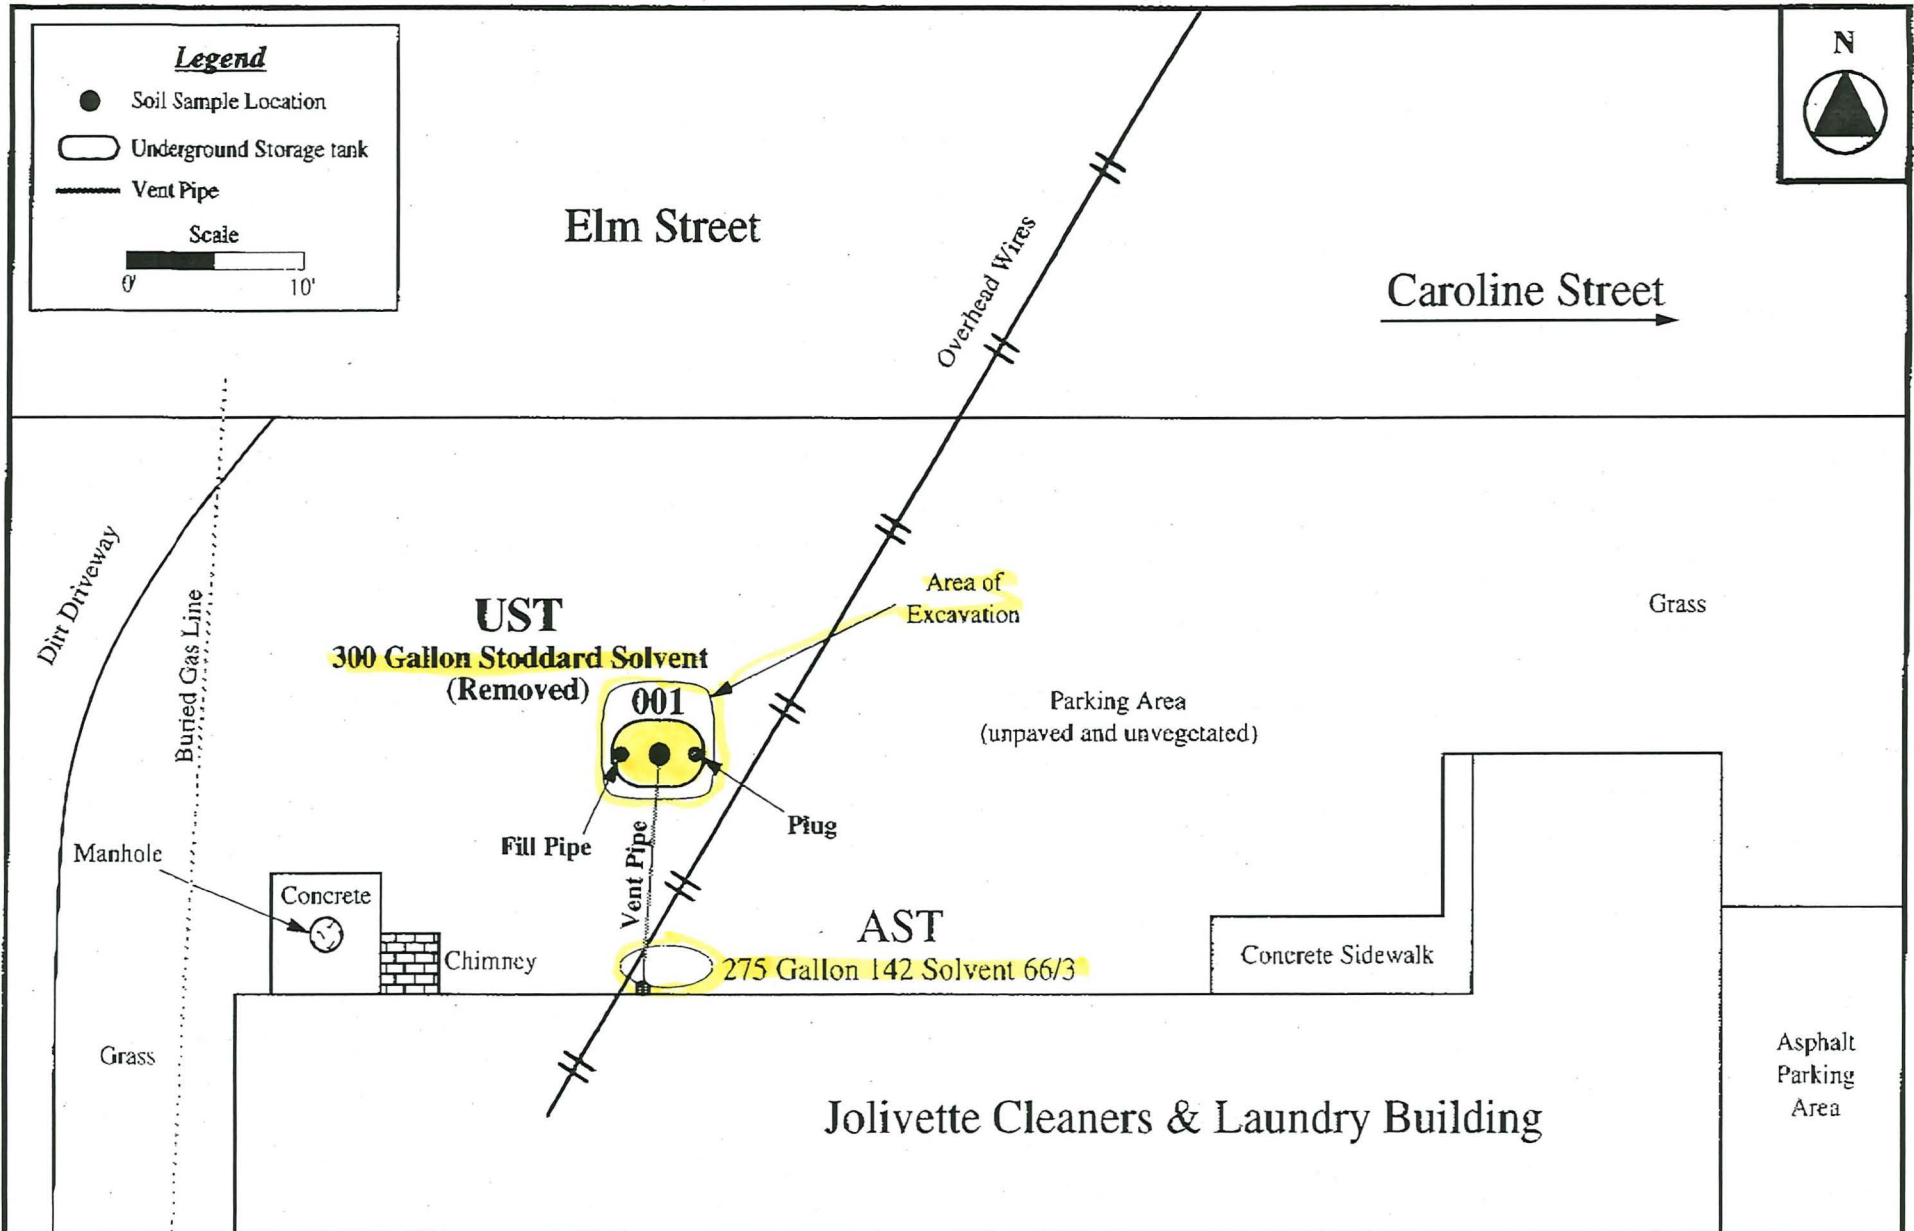 Legend
Soil Sample Location
Underground Storage tank
Vent Pipe
Scale
0'
10'
N
Elm Street
Caroline Street
Overhead Wires
Dirt Driveway
Buried Gas Line
UST
300 Gallon Stoddard Solvent
(Removed)
001
Area of
Excavation
Grass
Parking Area
(unpaved and unvegetated)
Fill Pipe
Plug
Vent Pipe
Manhole
Concrete
Chimney
AST
275 Gallon 142 Solvent 66/3
Concrete Sidewalk
Grass
Asphalt
Parking
Area
Jolivette Cleaners & Laundry Building